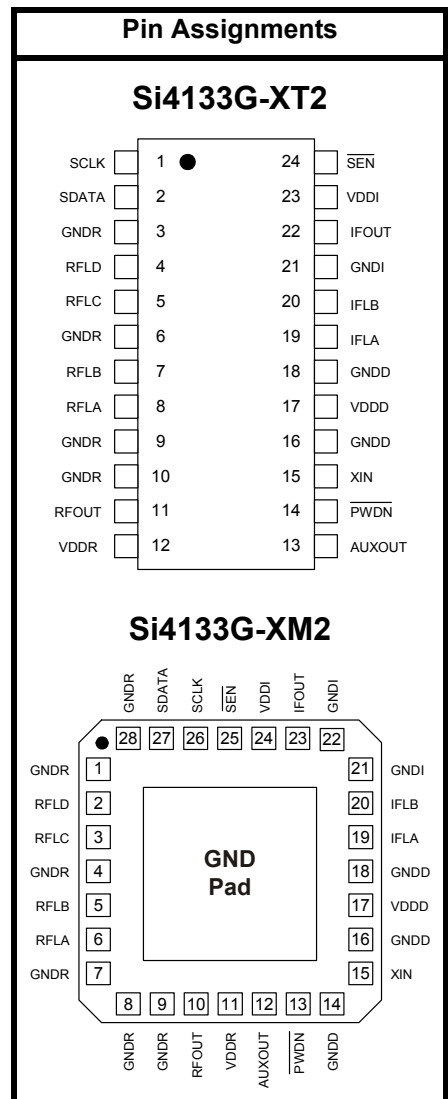 Pin Assignments
Si4133G-XT2
SCLK 1 24 S̅E̅N̅
SDATA 2 23 VDDI
GNDR 3 22 IFOUT
RFLD 4 21 GNDI
RFLC 5 20 IFLB
GNDR 6 19 IFLA
RFLB 7 18 GNDD
RFLA 8 17 VDDD
GNDR 9 16 GNDD
GNDR 10 15 XIN
RFOUT 11 14 P̅W̅D̅N̅
VDDR 12 13 AUXOUT
Si4133G-XM2
GNDR SDATA SCLK S̅E̅N̅ VDDI IFOUT GNDI
28 27 26 25 24 23 22
GNDR 1 21 GNDI
RFLD 2 20 IFLB
RFLC 3 19 IFLA
GNDR 4 18 GNDD
RFLB 5 17 VDDD
RFLA 6 16 GNDD
GNDR 7 15 XIN
GND
Pad
8 9 10 11 12 13 14
GNDR GNDR RFOUT VDDR AUXOUT P̅W̅D̅N̅ GNDD